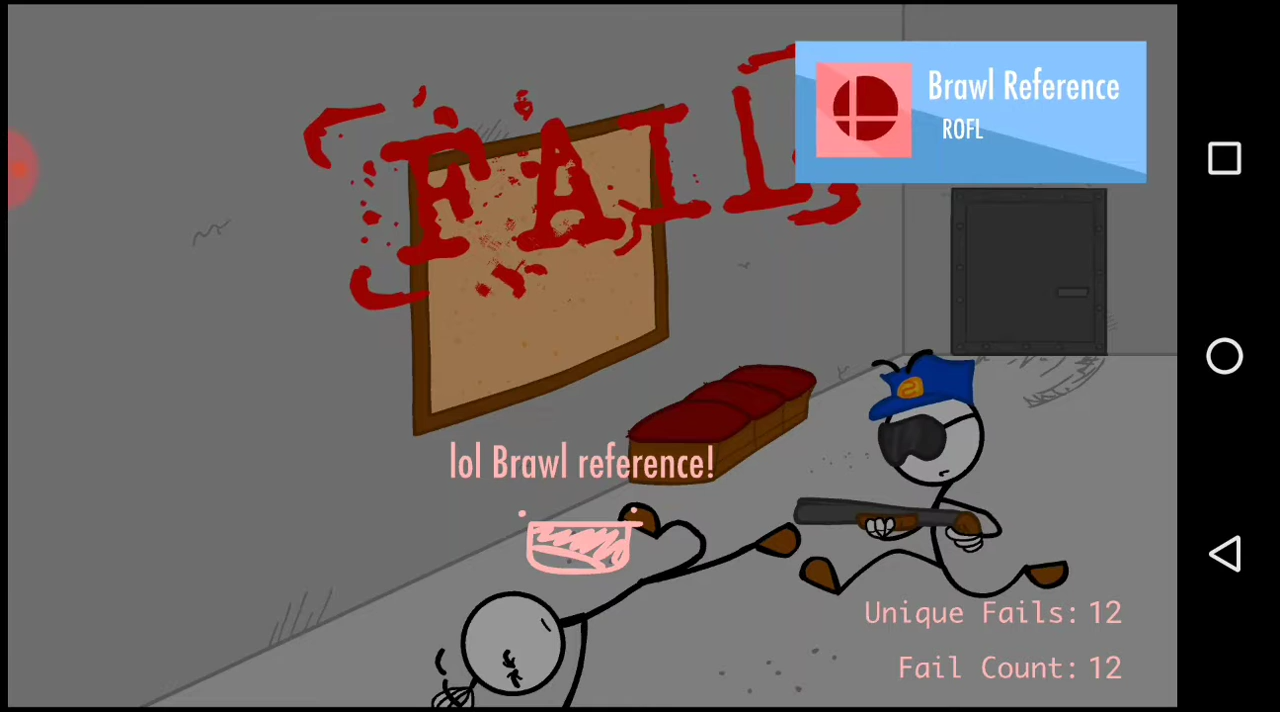 FAIL
Brawl Reference
ROFL
lol Brawl reference!
Unique Fails: 12
Fail Count: 12